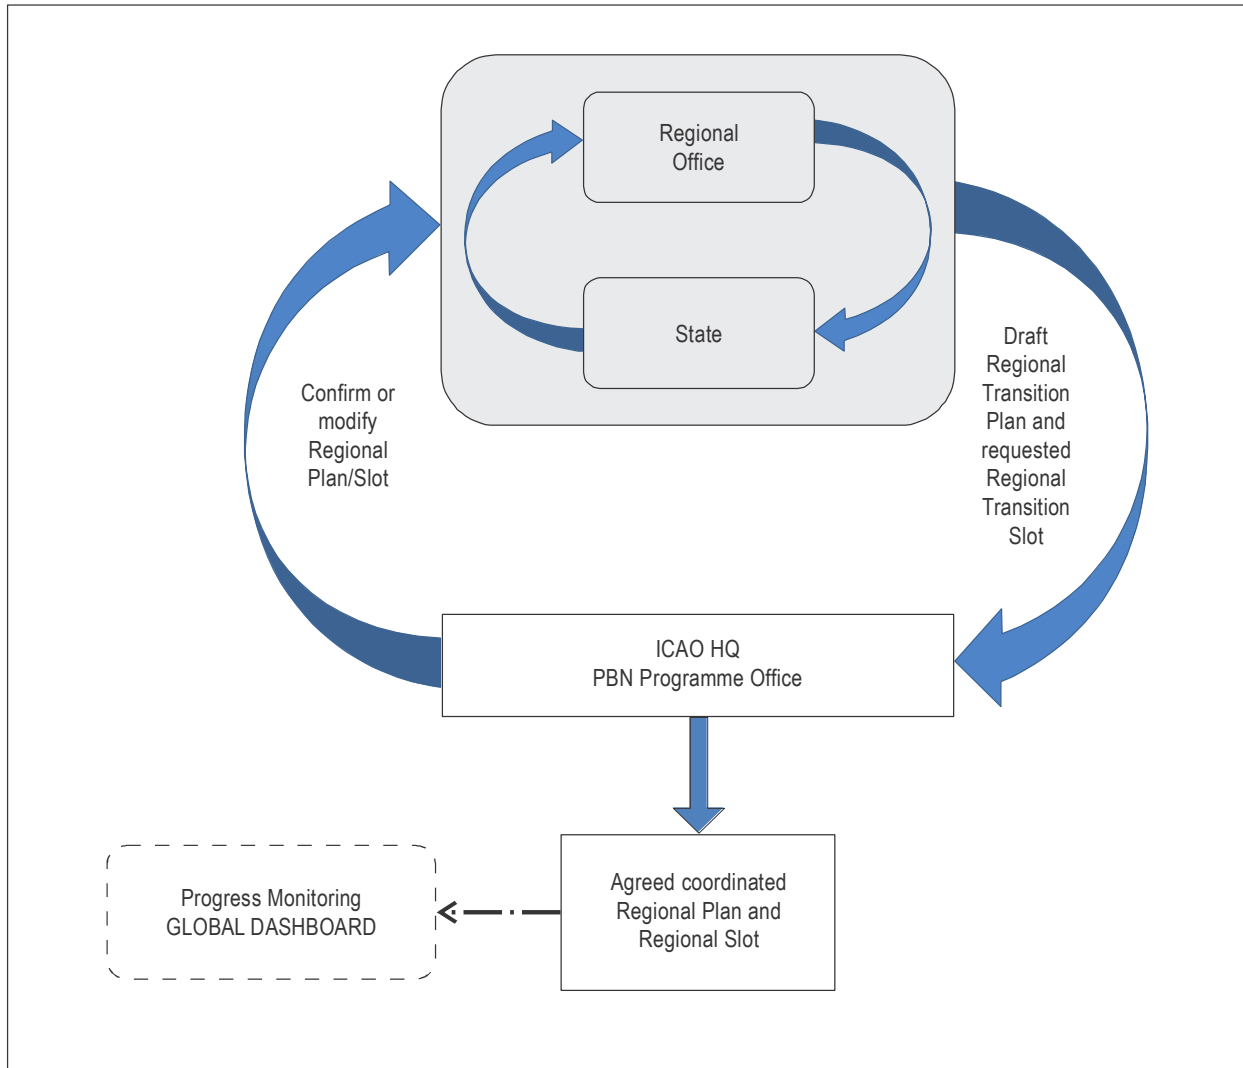 Regional
Office
State
Confirm or
modify
Regional
Plan/Slot
Draft
Regional
Transition
Plan and
requested
Regional
Transition
Slot
ICAO HQ
PBN Programme Office
Agreed coordinated
Regional Plan and
Regional Slot
Progress Monitoring
GLOBAL DASHBOARD